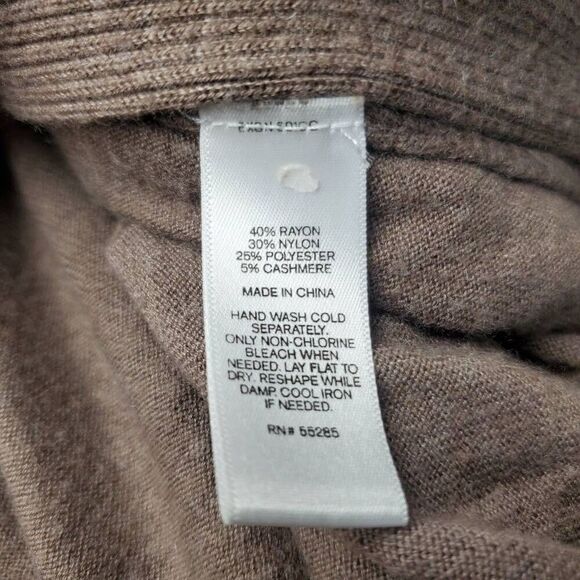 40% RAYON
30% NYLON
25% POLYESTER
5% CASHMERE
MADE IN CHINA
HAND WASH COLD
SEPARATELY.
ONLY NON-CHLORINE
BLEACH WHEN
NEEDED. LAY FLAT TO
DRY. RESHAPE WHILE
DAMP. COOL IRON
IF NEEDED.
RN# 55285